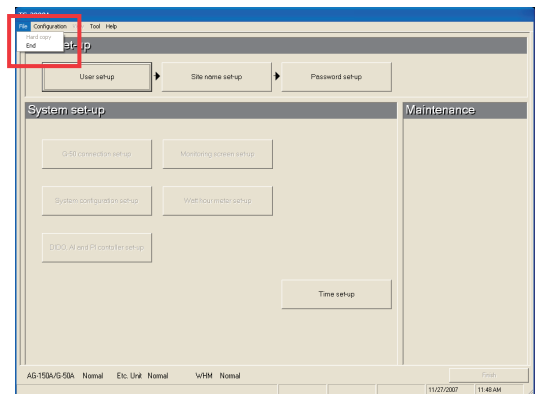 TG-2000A
File Configuration Tool Help
Hard copy
End
set-up
User set-up
Site name set-up
Password set-up
System set-up
Maintenance
G-50 connection set-up
Monitoring screen set-up
System configuration set-up
Watt hour meter set-up
DIDO, AI and PI contoller set-up
Time set-up
AG-150A/G-50A Normal Etc. Unit Normal WHM Normal
Finish
11/27/2007 11:48 AM